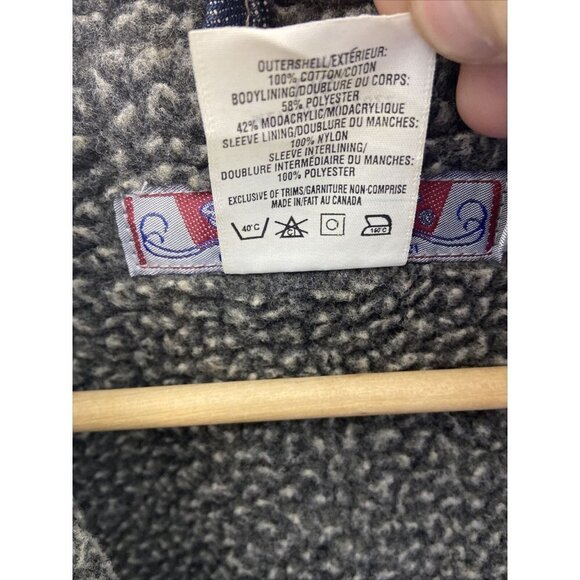 OUTERSHELL/EXTÉRIEUR:
100% COTTON/COTON
BODYLINING/DOUBLURE DU CORPS:
58% POLYESTER
42% MODACRYLIC/MODACRYLIQUE
SLEEVE LINING/DOUBLURE DU MANCHES:
100% NYLON
SLEEVE INTERLINING/
DOUBLURE INTERMÉDIAIRE DU MANCHES:
100% POLYESTER
EXCLUSIVE OF TRIMS/GARNITURE NON-COMPRISE
MADE IN/FAIT AU CANADA
40°C CL 150°C